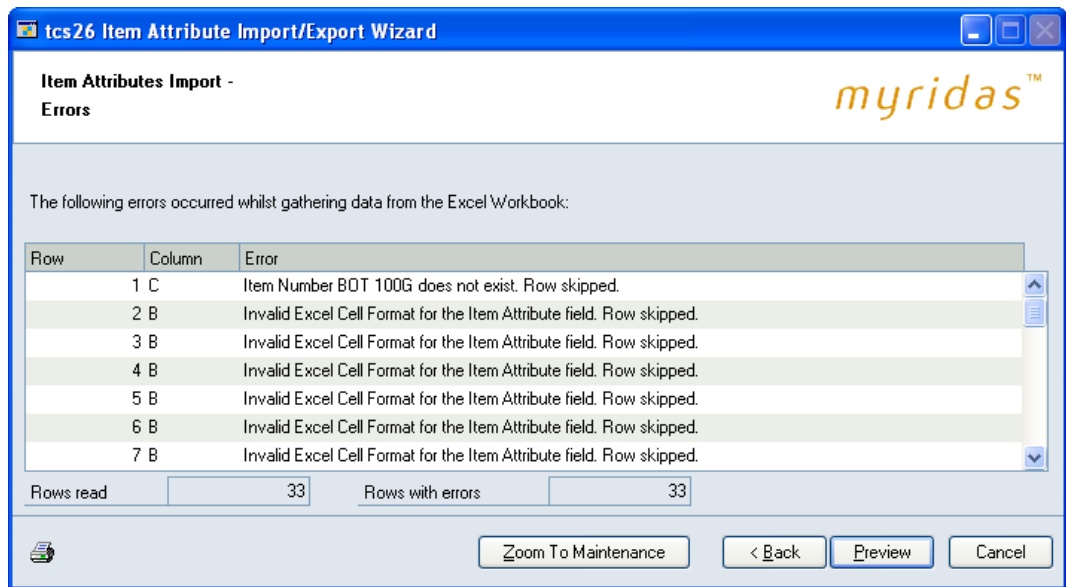 tcs26 Item Attribute Import/Export Wizard
Item Attributes Import -
Errors
myridas™
The following errors occurred whilst gathering data from the Excel Workbook:
Row Column Error
1 C Item Number BOT 100G does not exist. Row skipped.
2 B Invalid Excel Cell Format for the Item Attribute field. Row skipped.
3 B Invalid Excel Cell Format for the Item Attribute field. Row skipped.
4 B Invalid Excel Cell Format for the Item Attribute field. Row skipped.
5 B Invalid Excel Cell Format for the Item Attribute field. Row skipped.
6 B Invalid Excel Cell Format for the Item Attribute field. Row skipped.
7 B Invalid Excel Cell Format for the Item Attribute field. Row skipped.
Rows read 33 Rows with errors 33
Zoom To Maintenance < Back Preview Cancel